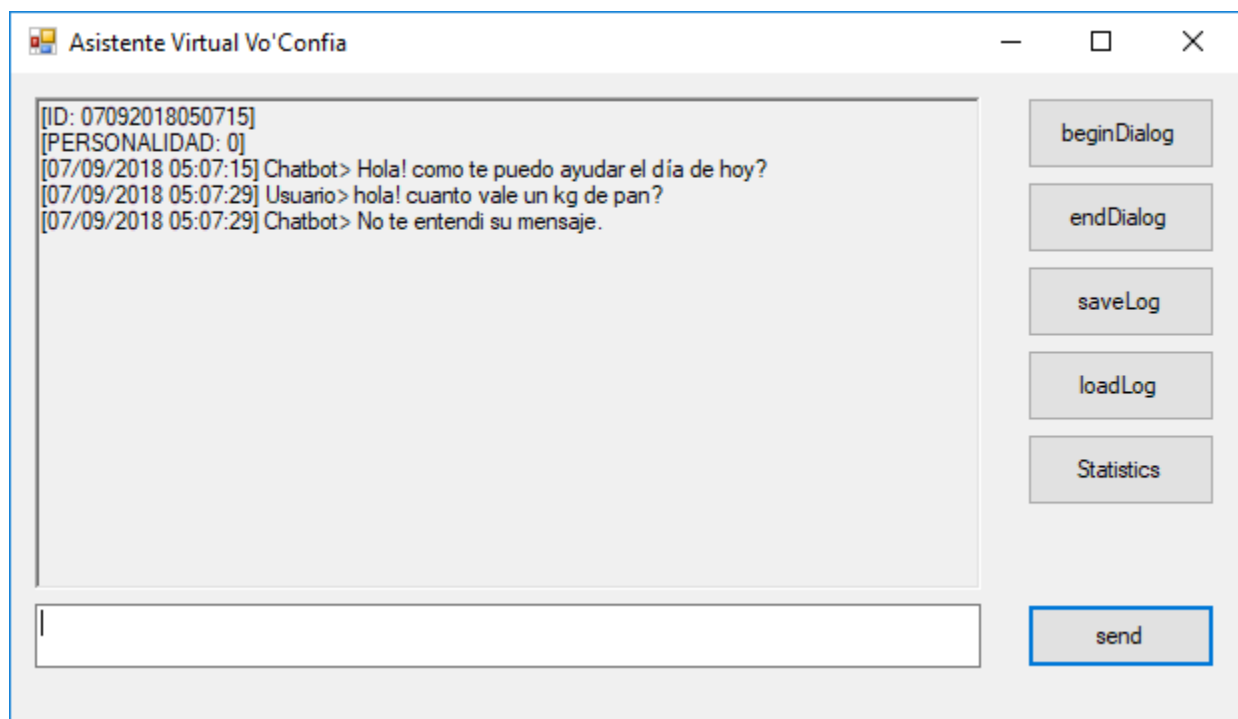 Asistente Virtual Vo'Confia
[ID: 07092018050715]
[PERSONALIDAD: 0]
[07/09/2018 05:07:15] Chatbot> Hola! como te puedo ayudar el día de hoy?
[07/09/2018 05:07:29] Usuario> hola! cuanto vale un kg de pan?
[07/09/2018 05:07:29] Chatbot> No te entendi su mensaje.
beginDialog
endDialog
saveLog
loadLog
Statistics
send